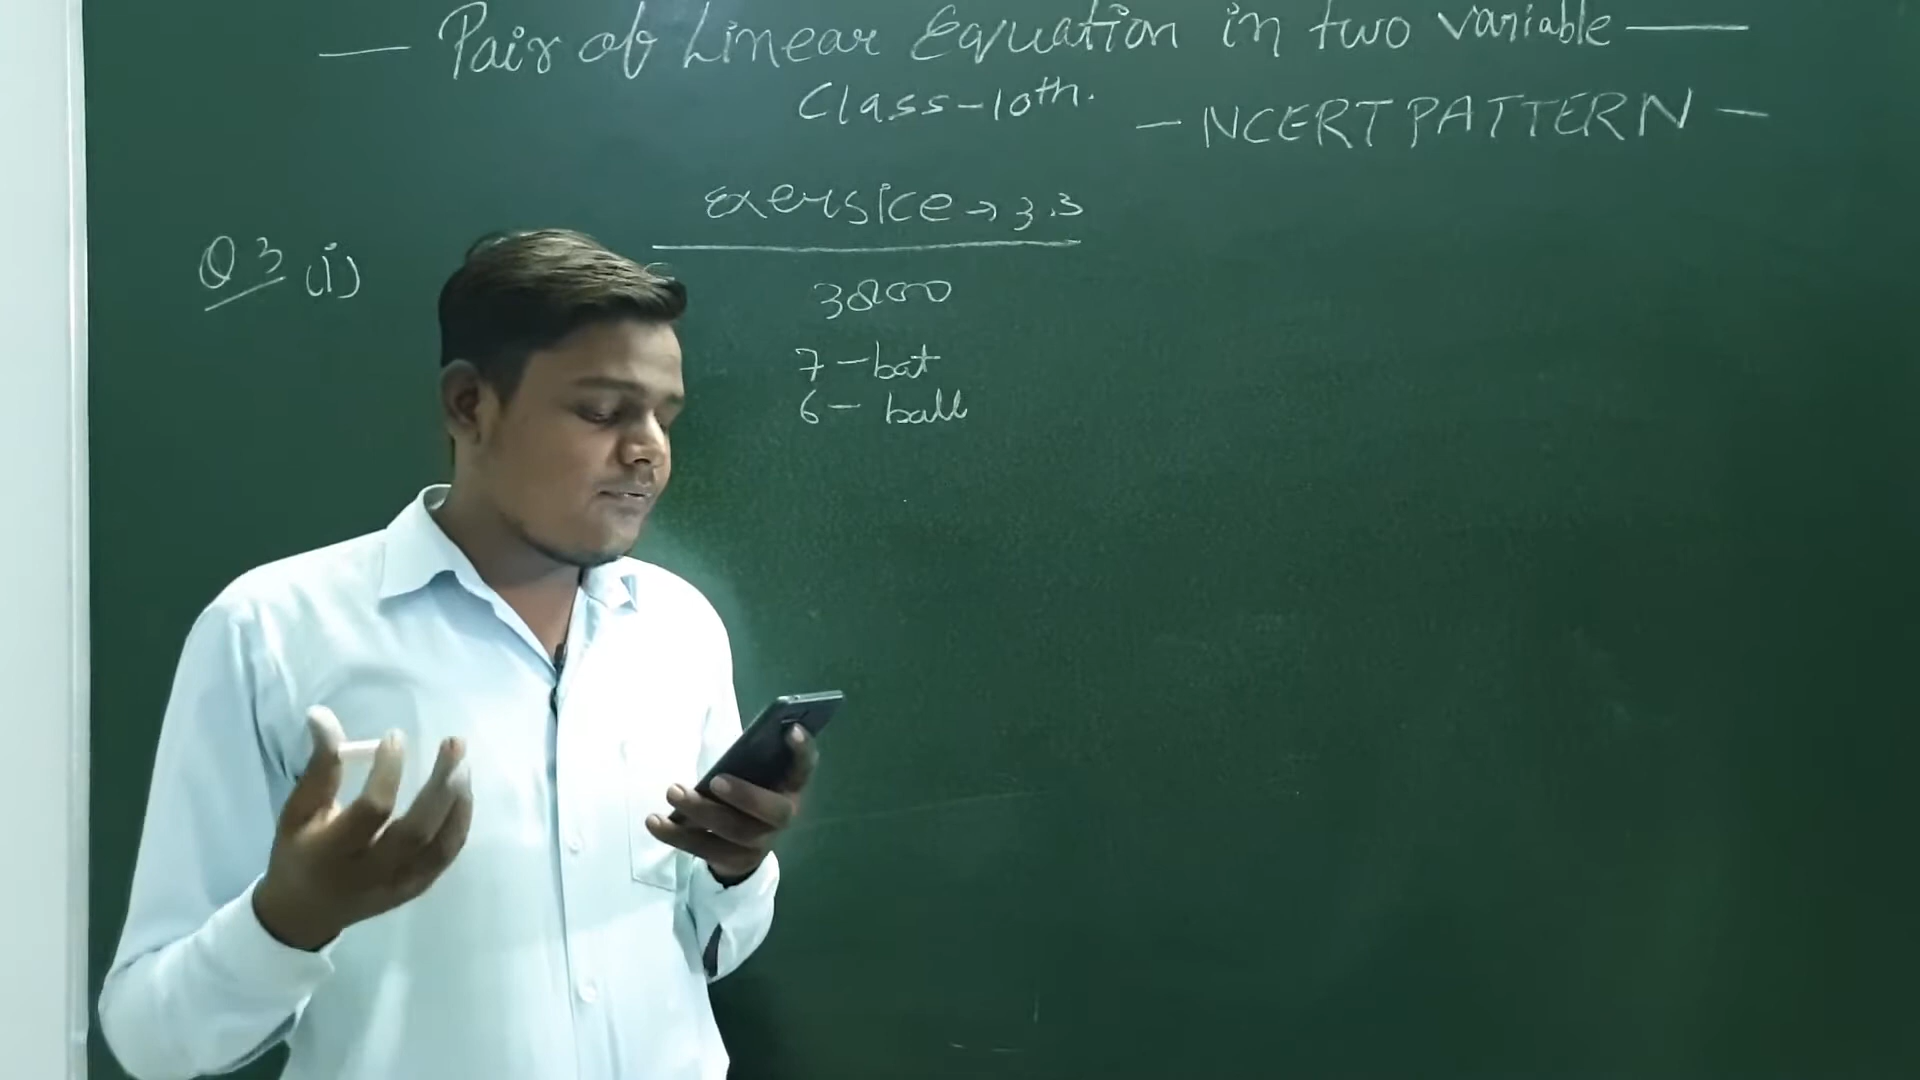 — Pair of Linear Equation in two variable —
Class-10th.
— NCERT PATTERN —
exersice → 3.3
Q 3 (i)
3800
7 - bat
6 - ball